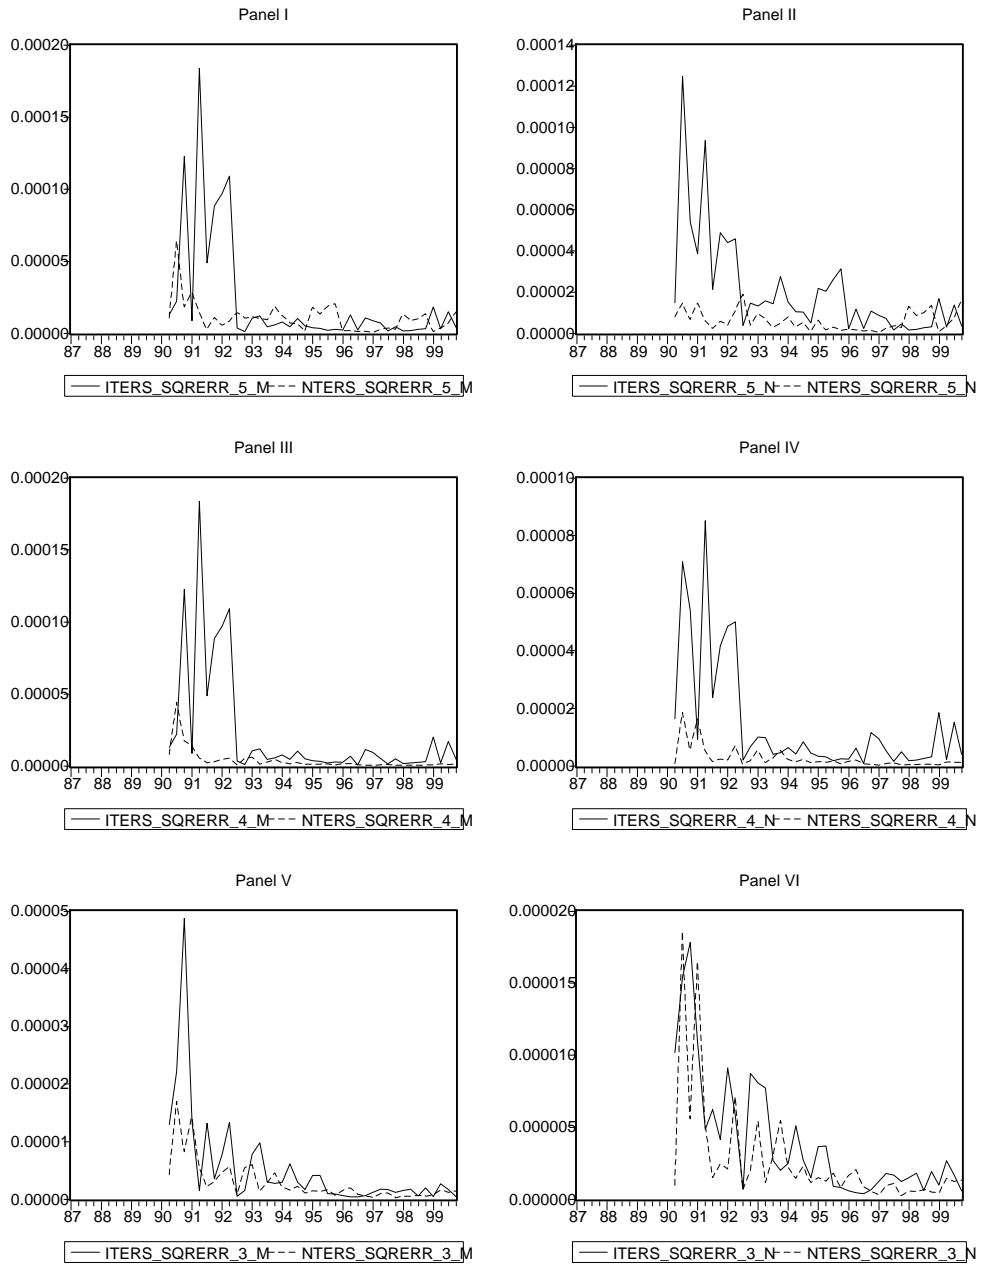 Panel I
0.00020
0.00015
0.00010
0.00005
0.00000
87 88 89 90 91 92 93 94 95 96 97 98 99
ITERS_SQRERR_5_M NTERS_SQRERR_5_M
Panel II
0.00014
0.00012
0.00010
0.00008
0.00006
0.00004
0.00002
0.00000
87 88 89 90 91 92 93 94 95 96 97 98 99
ITERS_SQRERR_5_N NTERS_SQRERR_5_N
Panel III
0.00020
0.00015
0.00010
0.00005
0.00000
87 88 89 90 91 92 93 94 95 96 97 98 99
ITERS_SQRERR_4_M NTERS_SQRERR_4_M
Panel IV
0.00010
0.00008
0.00006
0.00004
0.00002
0.00000
87 88 89 90 91 92 93 94 95 96 97 98 99
ITERS_SQRERR_4_N NTERS_SQRERR_4_N
Panel V
0.00005
0.00004
0.00003
0.00002
0.00001
0.00000
87 88 89 90 91 92 93 94 95 96 97 98 99
ITERS_SQRERR_3_M NTERS_SQRERR_3_M
Panel VI
0.000020
0.000015
0.000010
0.000005
0.000000
87 88 89 90 91 92 93 94 95 96 97 98 99
ITERS_SQRERR_3_N NTERS_SQRERR_3_N